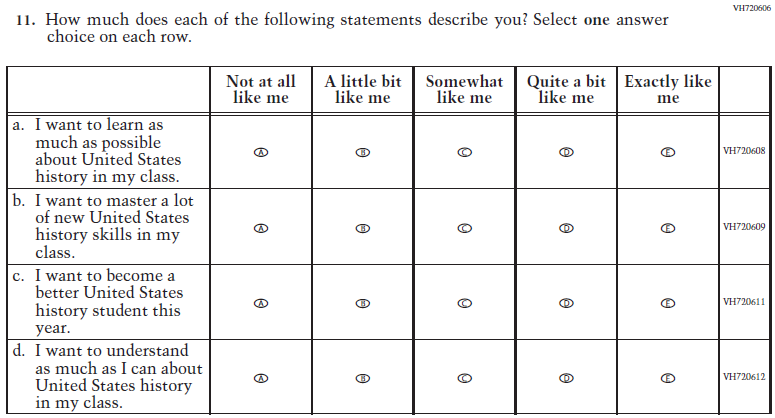 VH720606
11. How much does each of the following statements describe you? Select one answer
choice on each row.
Not at all
like me
A little bit
like me
Somewhat
like me
Quite a bit
like me
Exactly like
me
a. I want to learn as
much as possible
about United States
history in my class.
A B C D E VH720608
b. I want to master a lot
of new United States
history skills in my
class.
A B C D E VH720609
c. I want to become a
better United States
history student this
year.
A B C D E VH720611
d. I want to understand
as much as I can about
United States history
in my class.
A B C D E VH720612